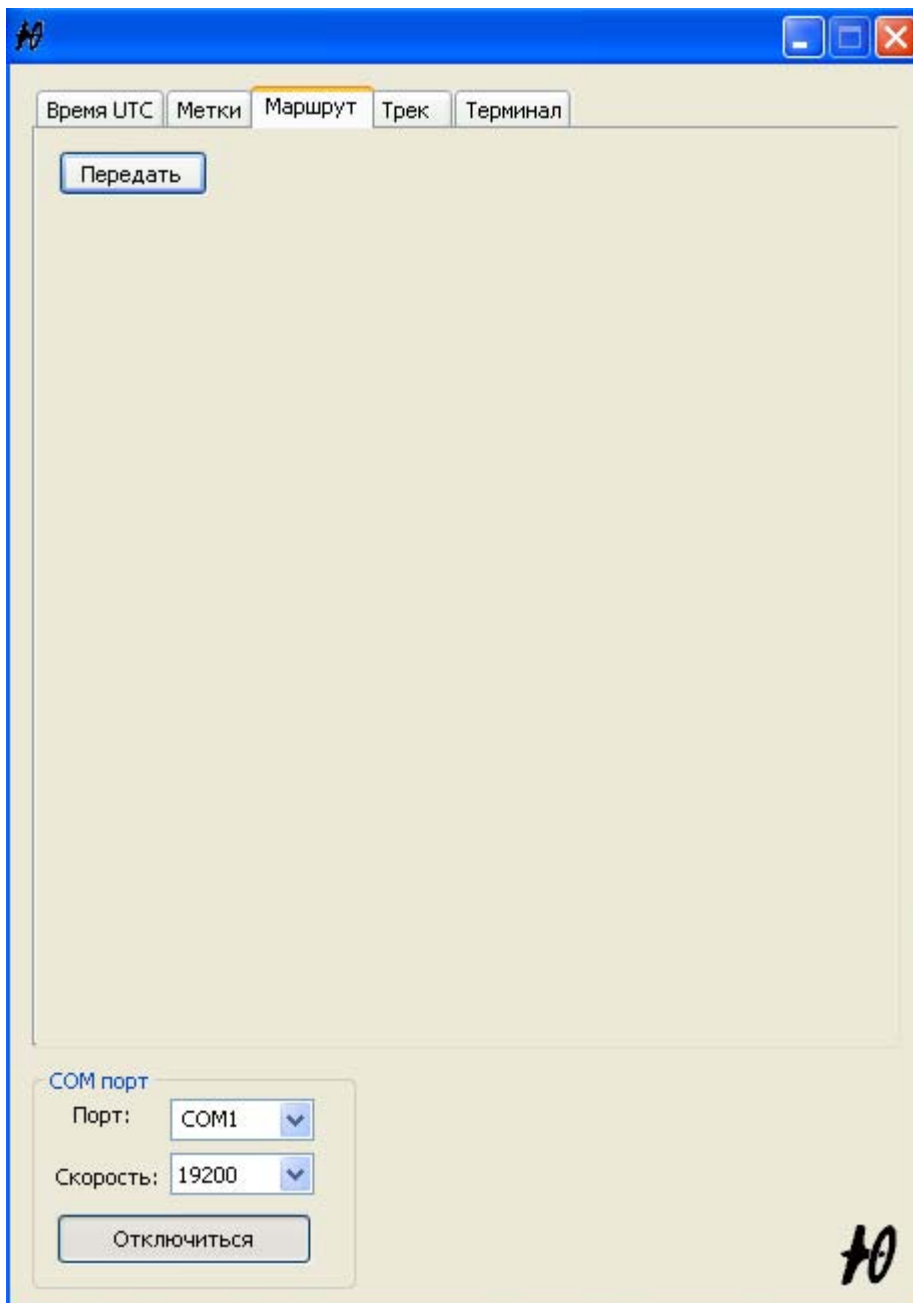 Ю
Время UTC Метки Маршрут Трек Терминал
Передать
COM порт
Порт: COM1
Скорость: 19200
Отключиться
Ю